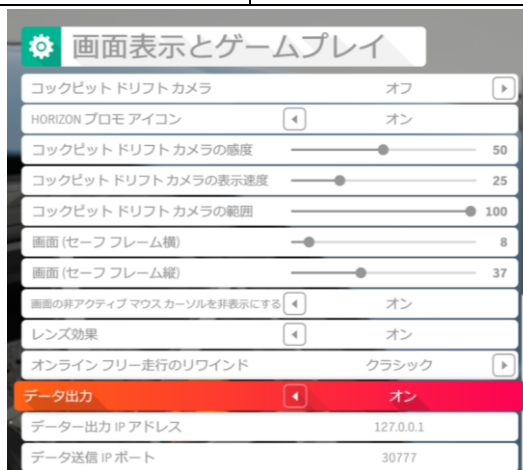 画面表示とゲームプレイ
コックピット ドリフト カメラ オフ
HORIZON プロモ アイコン オン
コックピット ドリフト カメラの感度 50
コックピット ドリフト カメラの表示速度 25
コックピット ドリフト カメラの範囲 100
画面 (セーフ フレーム横) 8
画面 (セーフ フレーム縦) 37
画面の非アクティブ マウス カーソルを非表示にする オン
レンズ効果 オン
オンライン フリー走行のリワインド クラシック
データ出力 オン
データー出力 IP アドレス 127.0.0.1
データ送信 IP ポート 30777